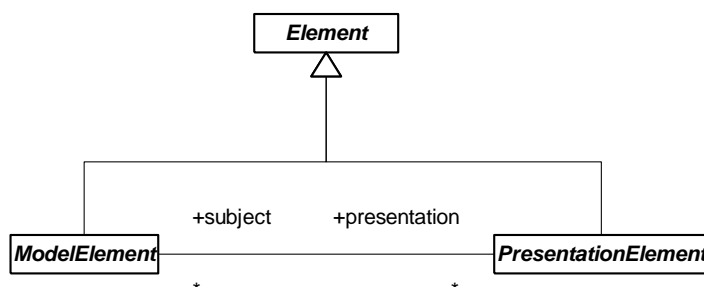 Element
+subject +presentation
ModelElement PresentationElement
* *